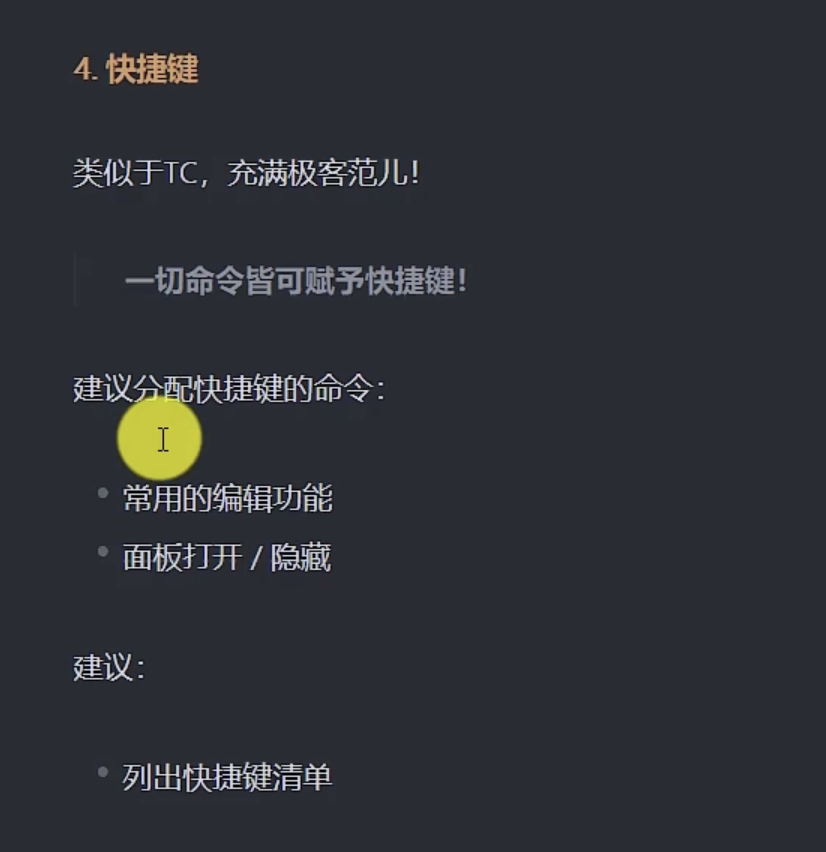 4. 快捷键
类似于TC，充满极客范儿！
一切命令皆可赋予快捷键！
建议分配快捷键的命令：
常用的编辑功能
面板打开 / 隐藏
建议：
列出快捷键清单